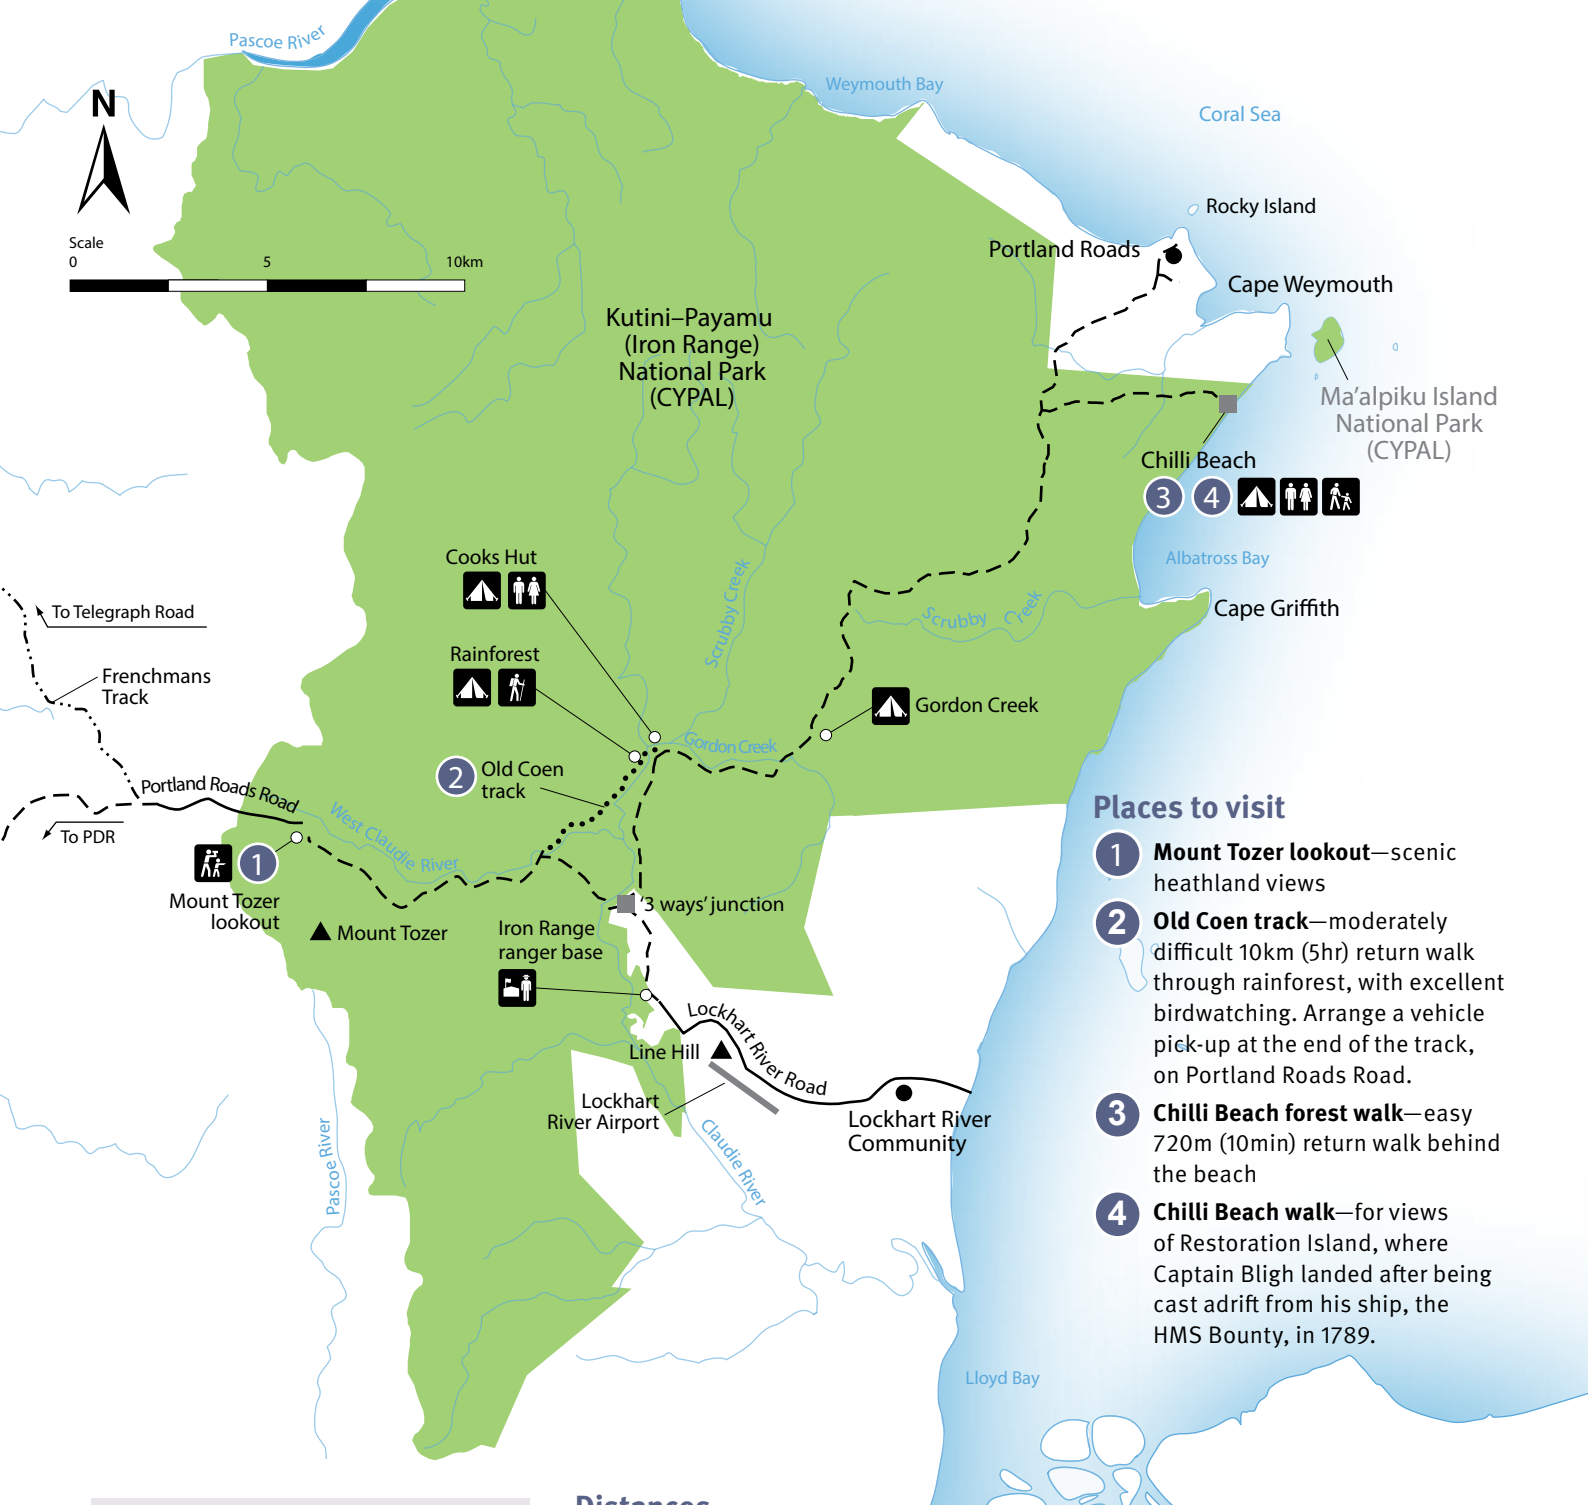 Pascoe River
Weymouth Bay
Coral Sea
N
Rocky Island
Scale
0 5 10km
Portland Roads
Cape Weymouth
Kutini–Payamu
(Iron Range)
National Park
(CYPAL)
Ma'alpiku Island
National Park
(CYPAL)
Chilli Beach
3 4
Cooks Hut
Albatross Bay
Scrubby Creek
Scrubby Creek
Cape Griffith
To Telegraph Road
Rainforest
Frenchmans
Track
Gordon Creek
Gordon Creek
2 Old Coen
track
Portland Roads Road
To PDR
West Claudie River
1
Mount Tozer
lookout
Mount Tozer
'3 ways' junction
Iron Range
ranger base
Lockhart River Road
Line Hill
Lockhart
River Airport
Lockhart River
Community
Claudie River
Pascoe River
Lloyd Bay
Places to visit
1 Mount Tozer lookout—scenic
heathland views
2 Old Coen track—moderately
difficult 10km (5hr) return walk
through rainforest, with excellent
birdwatching. Arrange a vehicle
pick-up at the end of the track,
on Portland Roads Road.
3 Chilli Beach forest walk—easy
720m (10min) return walk behind
the beach
4 Chilli Beach walk—for views
of Restoration Island, where
Captain Bligh landed after being
cast adrift from his ship, the
HMS Bounty, in 1789.
Distances